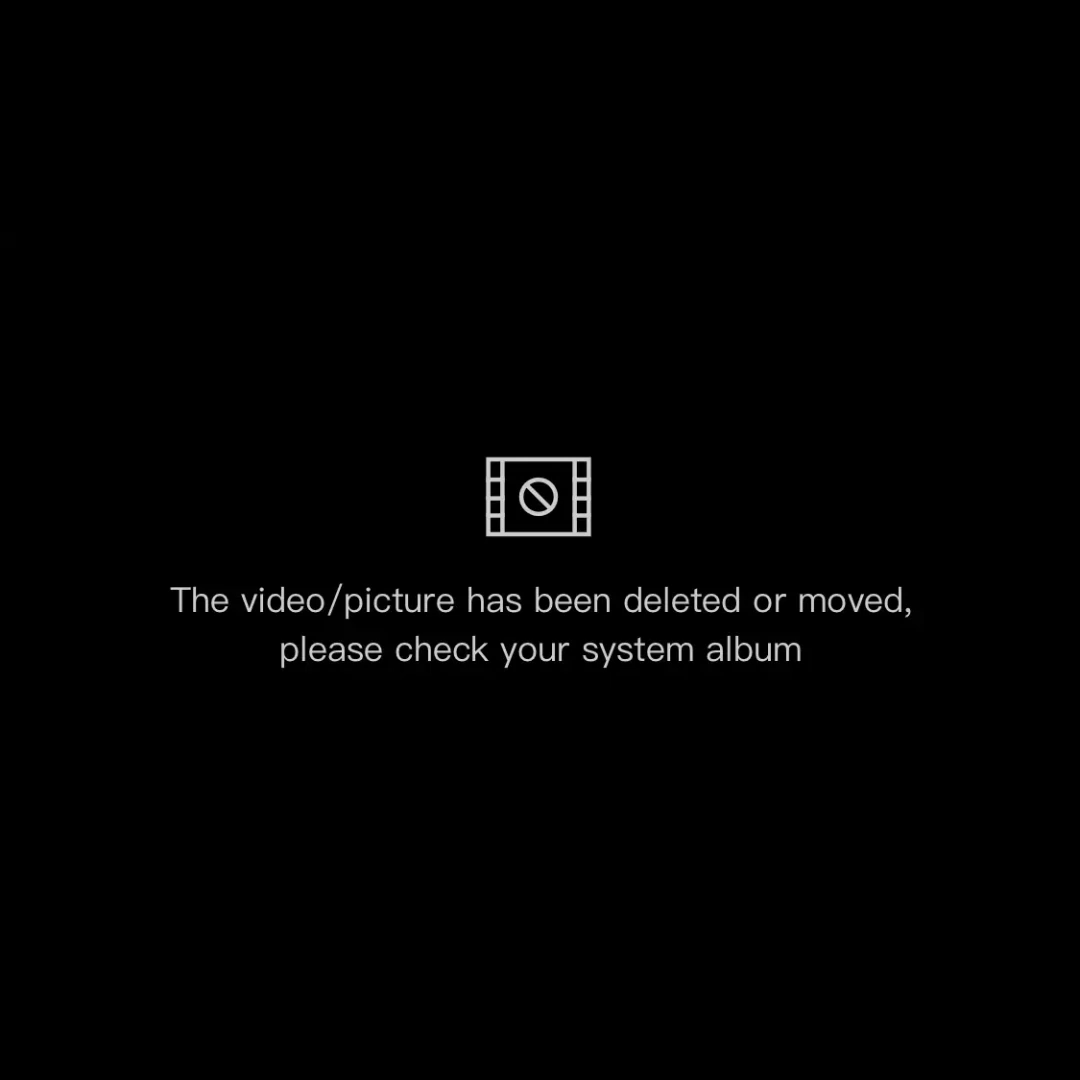 The video/picture has been deleted or moved,
please check your system album